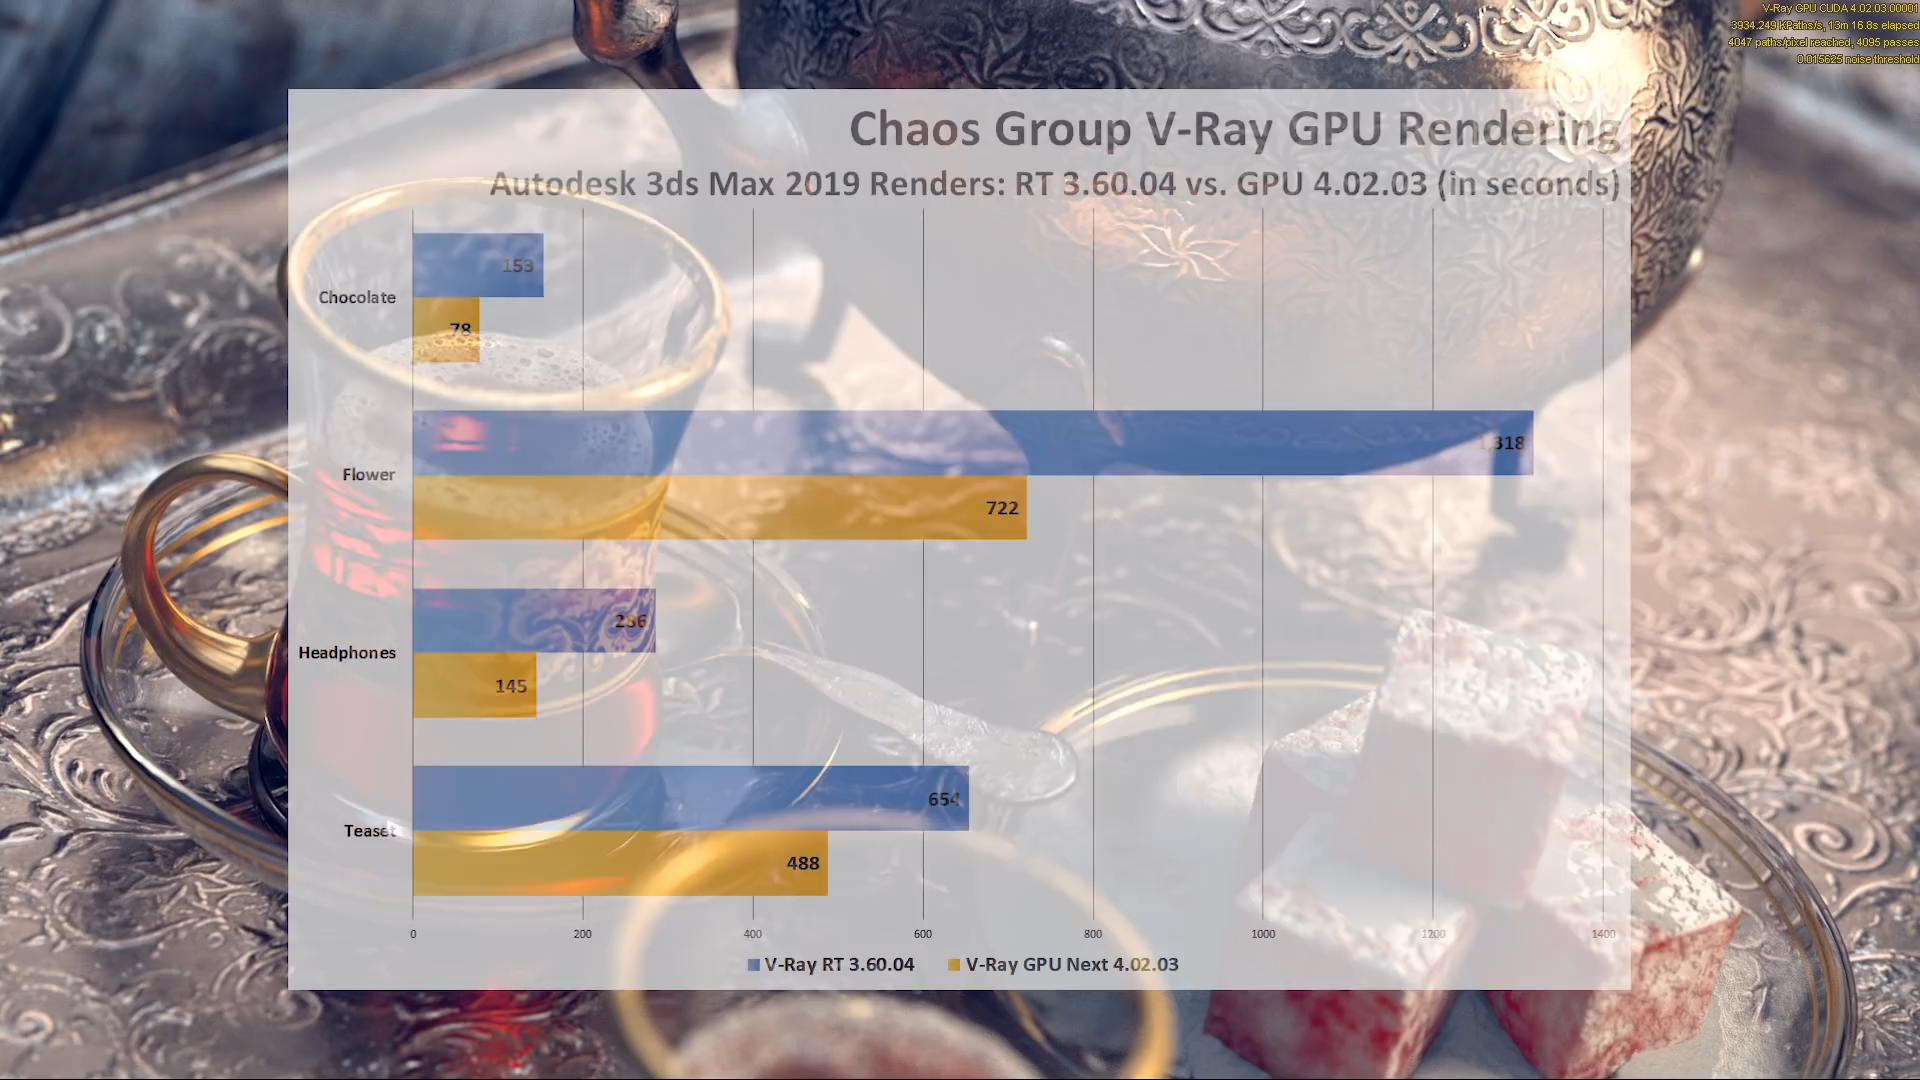 V-Ray GPU CUDA 4.02.03.00001
3934.249 kPaths/s, 13m 16.8s elapsed
4047 paths/pixel reached, 4095 passes
0.015625 noise threshold
Chaos Group V-Ray GPU Rendering
Autodesk 3ds Max 2019 Renders: RT 3.60.04 vs. GPU 4.02.03 (in seconds)
153
Chocolate
78
1,318
Flower
722
286
Headphones
145
654
Teaset
488
0 200 400 600 800 1000 1200 1400
V-Ray RT 3.60.04 V-Ray GPU Next 4.02.03